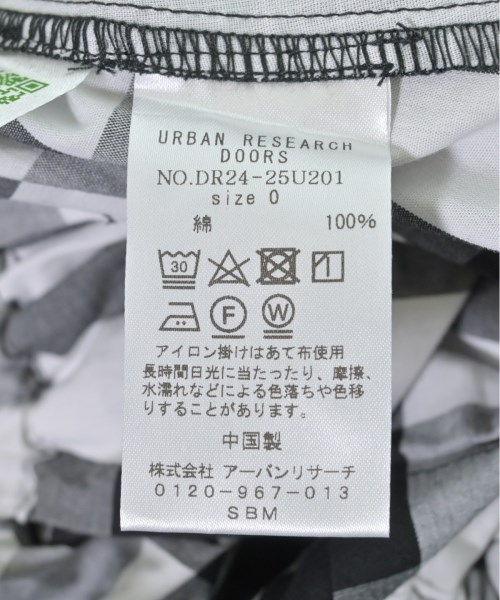 URBAN RESEARCH
DOORS
NO.DR24-25U201
size 0
綿 100%
30
F W
アイロン掛けはあて布使用
長時間日光に当たったり、摩擦、
水濡れなどによる色落ちや色移
りすることがあります。
中国製
株式会社 アーバンリサーチ
0120-967-013
SBM